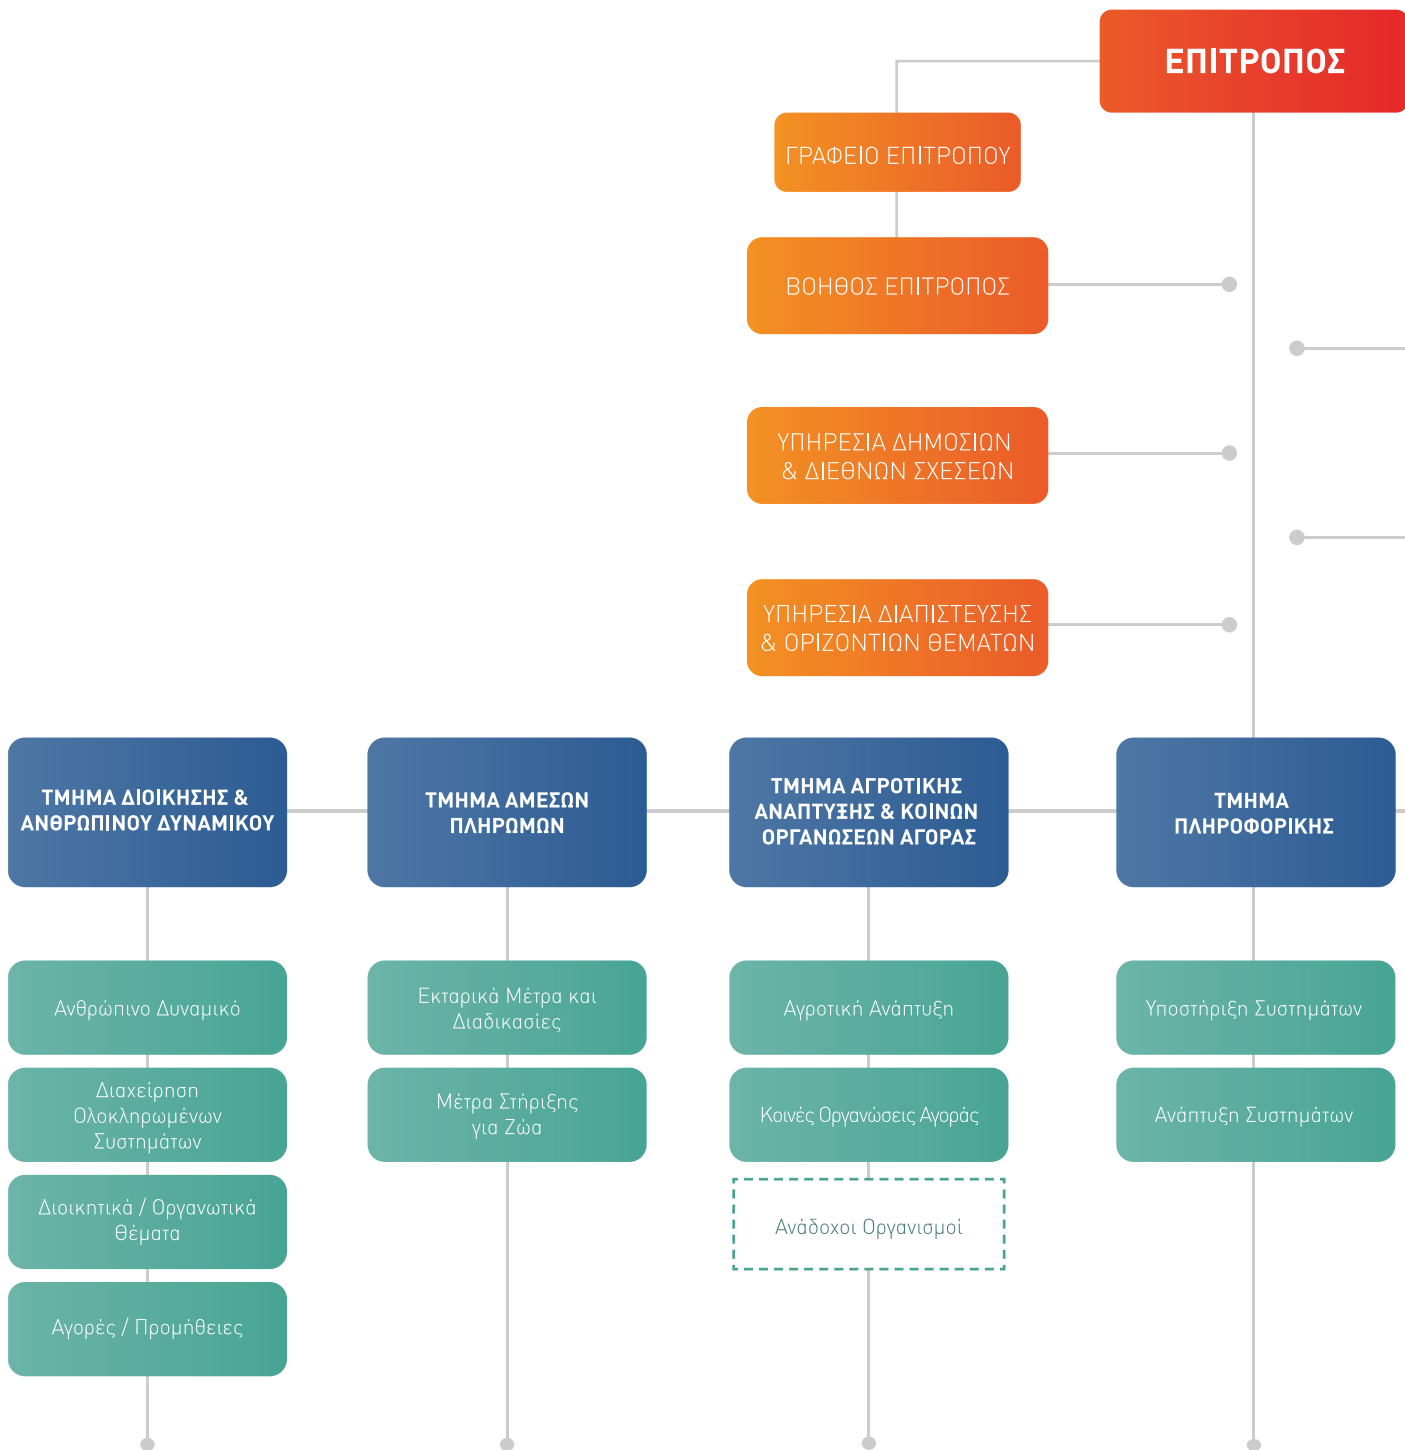 ΕΠΙΤΡΟΠΟΣ
ΓΡΑΦΕΙΟ ΕΠΙΤΡΟΠΟΥ
ΒΟΗΘΟΣ ΕΠΙΤΡΟΠΟΣ
ΥΠΗΡΕΣΙΑ ΔΗΜΟΣΙΩΝ
& ΔΙΕΘΝΩΝ ΣΧΕΣΕΩΝ
ΥΠΗΡΕΣΙΑ ΔΙΑΠΙΣΤΕΥΣΗΣ
& ΟΡΙΖΟΝΤΙΩΝ ΘΕΜΑΤΩΝ
ΤΜΗΜΑ ΔΙΟΙΚΗΣΗΣ &
ΑΝΘΡΩΠΙΝΟΥ ΔΥΝΑΜΙΚΟΥ
ΤΜΗΜΑ ΑΜΕΣΩΝ
ΠΛΗΡΩΜΩΝ
ΤΜΗΜΑ ΑΓΡΟΤΙΚΗΣ
ΑΝΑΠΤΥΞΗΣ & ΚΟΙΝΩΝ
ΟΡΓΑΝΩΣΕΩΝ ΑΓΟΡΑΣ
ΤΜΗΜΑ
ΠΛΗΡΟΦΟΡΙΚΗΣ
Ανθρώπινο Δυναμικό
Διαχείρηση
Ολοκληρωμένων
Συστημάτων
Διοικητικά / Οργανωτικά
Θέματα
Αγορές / Προμήθειες
Εκταρικά Μέτρα και
Διαδικασίες
Μέτρα Στήριξης
για Ζώα
Αγροτική Ανάπτυξη
Κοινές Οργανώσεις Αγοράς
Ανάδοχοι Οργανισμοί
Υποστήριξη Συστημάτων
Ανάπτυξη Συστημάτων